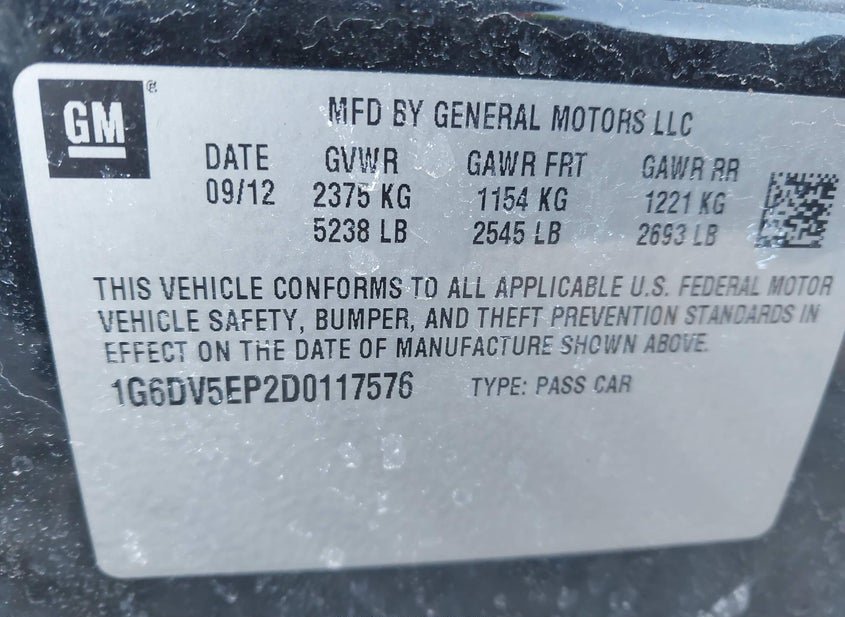 GM ®
MFD BY GENERAL MOTORS LLC
DATE GVWR GAWR FRT GAWR RR
09/12 2375 KG 1154 KG 1221 KG
5238 LB 2545 LB 2693 LB
THIS VEHICLE CONFORMS TO ALL APPLICABLE U.S. FEDERAL MOTOR
VEHICLE SAFETY, BUMPER, AND THEFT PREVENTION STANDARDS IN
EFFECT ON THE DATE OF MANUFACTURE SHOWN ABOVE.
1G6DV5EP2D0117576 TYPE: PASS CAR